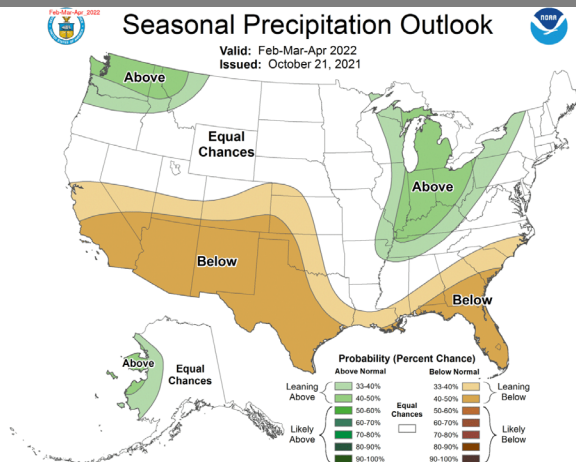 Feb-Mar-Apr_2022
Seasonal Precipitation Outlook
NOAA
Valid: Feb-Mar-Apr 2022
Issued: October 21, 2021
Above
Equal
Chances
Above
Below
Below
Above
Equal
Chances
Probability (Percent Chance)
Above Normal
Below Normal
Leaning
Above
33-40%
40-50%
Likely
Above
50-60%
60-70%
70-80%
80-90%
90-100%
Equal
Chances
33-40%
40-50%
Leaning
Below
50-60%
60-70%
70-80%
80-90%
90-100%
Likely
Below